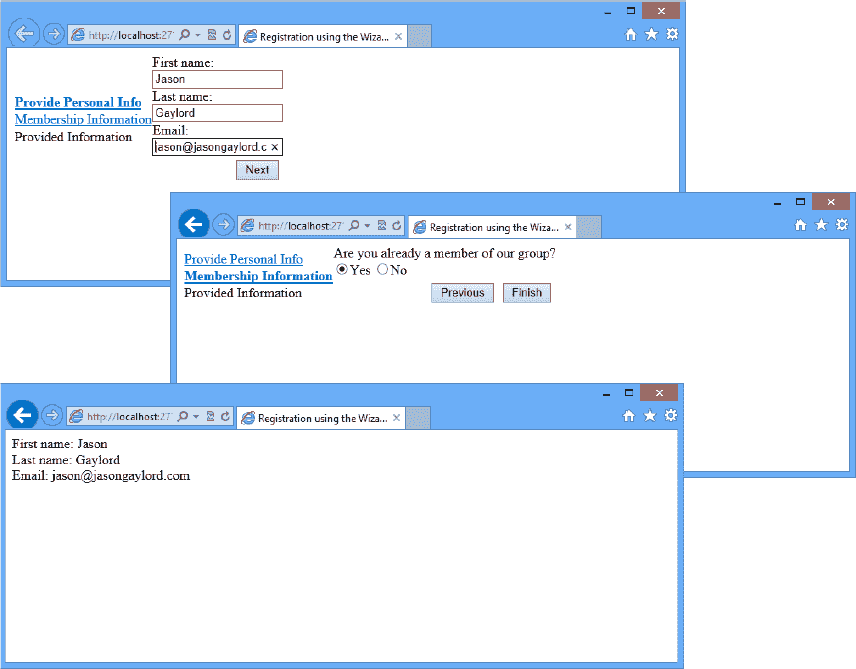 http://localhost:27
Registration using the Wiza...
First name:
Jason
Last name:
Gaylord
Email:
jason@jasongaylord.c
Next
Provide Personal Info
Membership Information
Provided Information
http://localhost:27
Registration using the Wiza...
Provide Personal Info
Membership Information
Provided Information
Are you already a member of our group?
Yes No
Previous Finish
http://localhost:27
Registration using the Wiza...
First name: Jason
Last name: Gaylord
Email: jason@jasongaylord.com